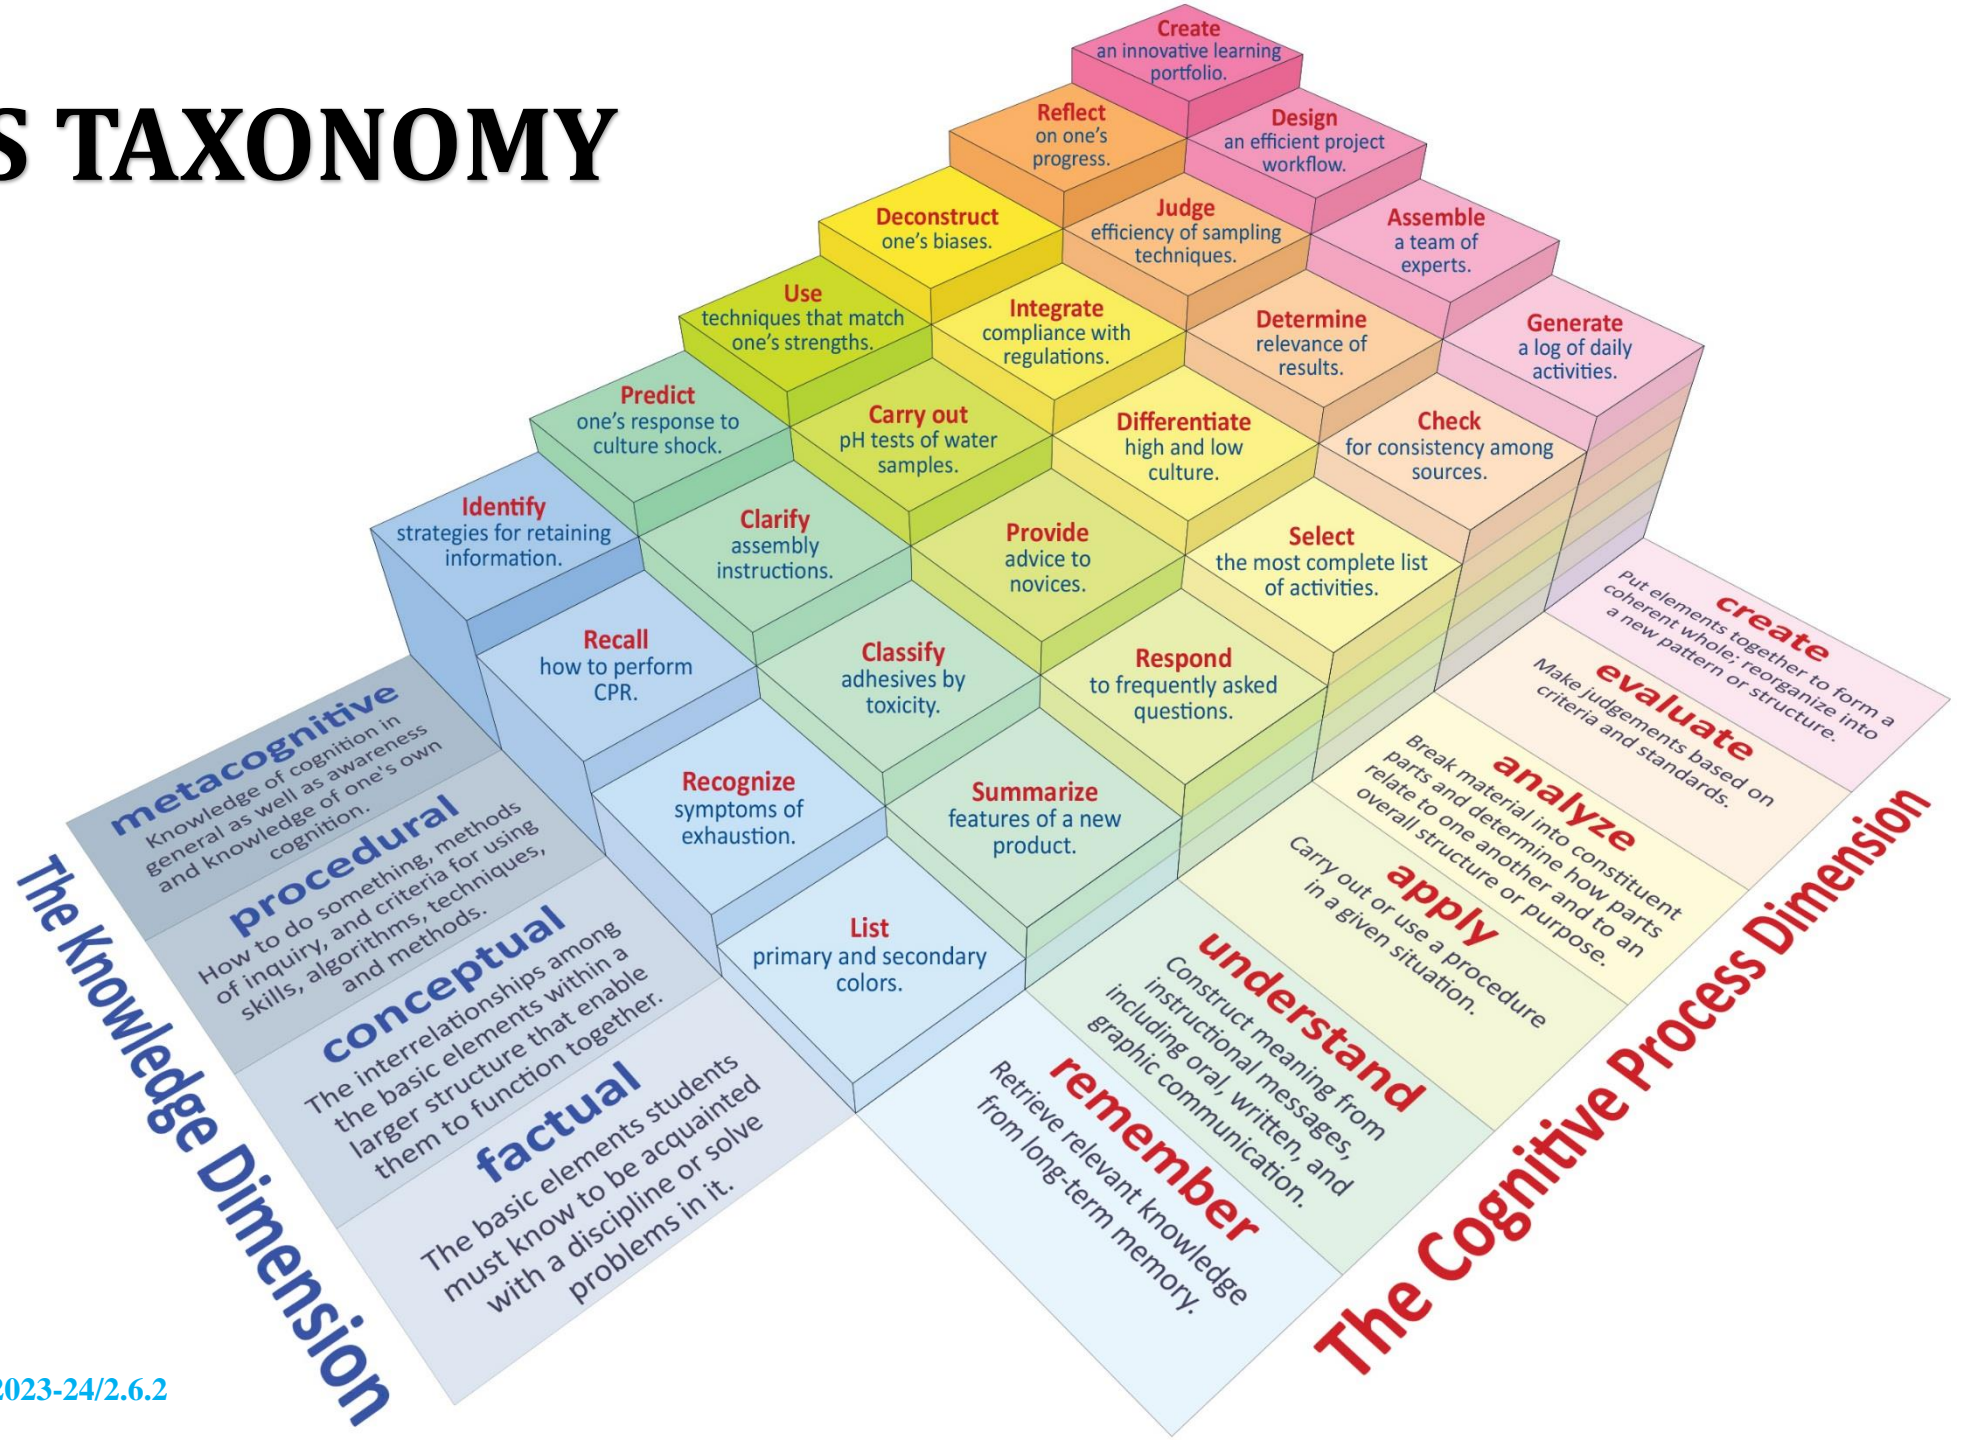 S TAXONOMY
Create
an innovative learning
portfolio.
Reflect
on one's
progress.
Design
an efficient project
workflow.
Deconstruct
one's biases.
Judge
efficiency of sampling
techniques.
Assemble
a team of
experts.
Use
techniques that match
one's strengths.
Integrate
compliance with
regulations.
Determine
relevance of
results.
Generate
a log of daily
activities.
Predict
one's response to
culture shock.
Carry out
pH tests of water
samples.
Differentiate
high and low
culture.
Check
for consistency among
sources.
Identify
strategies for retaining
information.
Clarify
assembly
instructions.
Provide
advice to
novices.
Select
the most complete list
of activities.
Recall
how to perform
CPR.
Classify
adhesives by
toxicity.
Respond
to frequently asked
questions.
Recognize
symptoms of
exhaustion.
Summarize
features of a new
product.
List
primary and secondary
colors.
The Knowledge Dimension
metacognitive
Knowledge of cognition in
general as well as awareness
and knowledge of one's own
cognition.
procedural
How to do something, methods
of inquiry, and criteria for using
skills, algorithms, techniques,
and methods.
conceptual
The interrelationships among
the basic elements within a
larger structure that enable
them to function together.
factual
The basic elements students
must know to be acquainted
with a discipline or solve
problems in it.
The Cognitive Process Dimension
create
Put elements together to form a
coherent whole; reorganize into
a new pattern or structure.
evaluate
Make judgements based on
criteria and standards.
analyze
Break material into constituent
parts and determine how parts
relate to one another and to an
overall structure or purpose.
apply
Carry out or use a procedure
in a given situation.
understand
Construct meaning from
instructional messages,
including oral, written, and
graphic communication.
remember
Retrieve relevant knowledge
from long-term memory.
2023-24/2.6.2